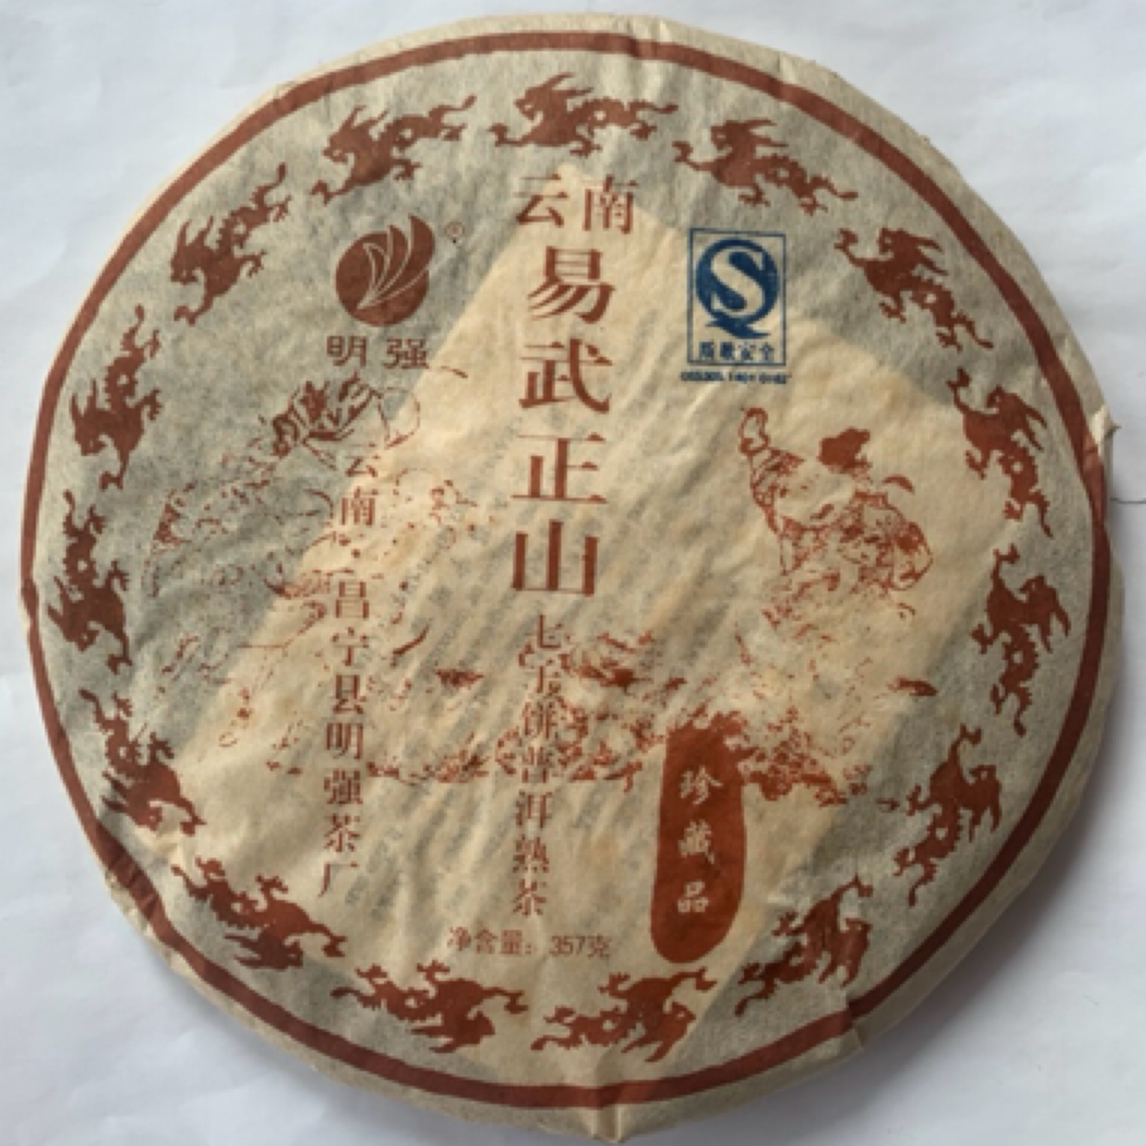 云南
易武正山
七子饼普洱熟茶
净含量：357克
明强
云南·昌宁县明强茶厂
质量安全
珍藏品